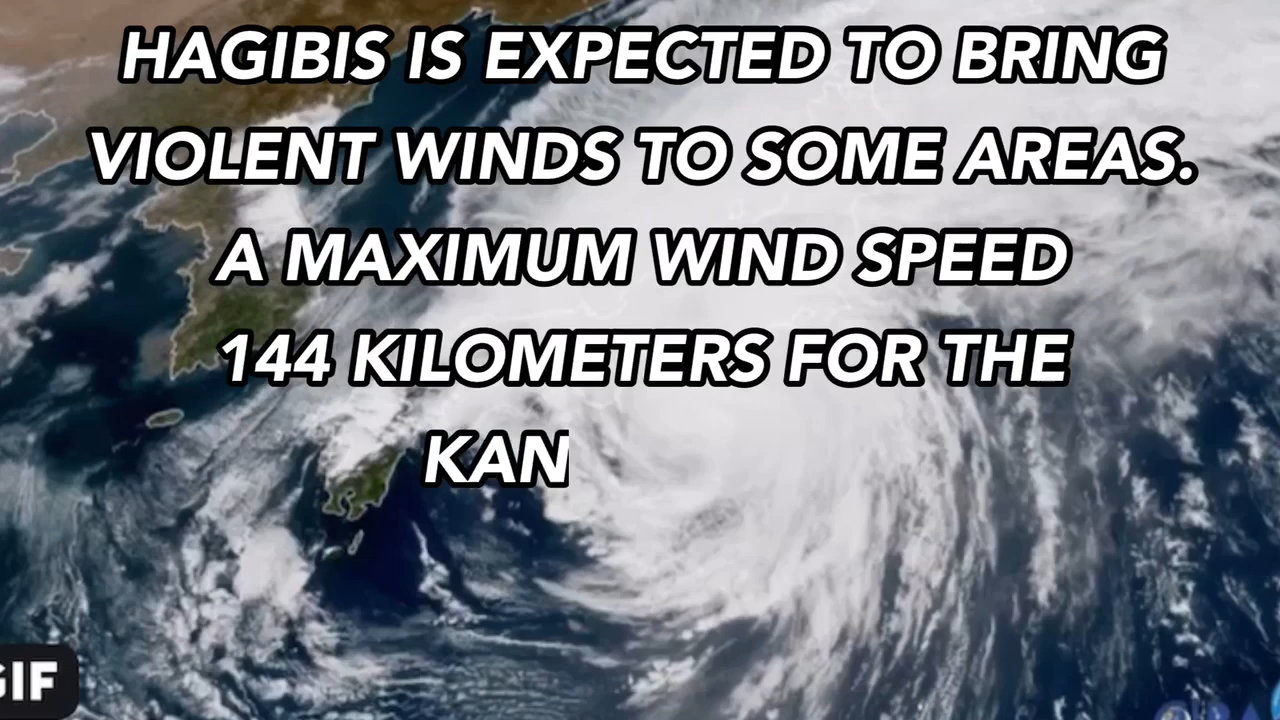 HAGIBIS IS EXPECTED TO BRING
VIOLENT WINDS TO SOME AREAS.
A MAXIMUM WIND SPEED
144 KILOMETERS FOR THE
KAN
GIF